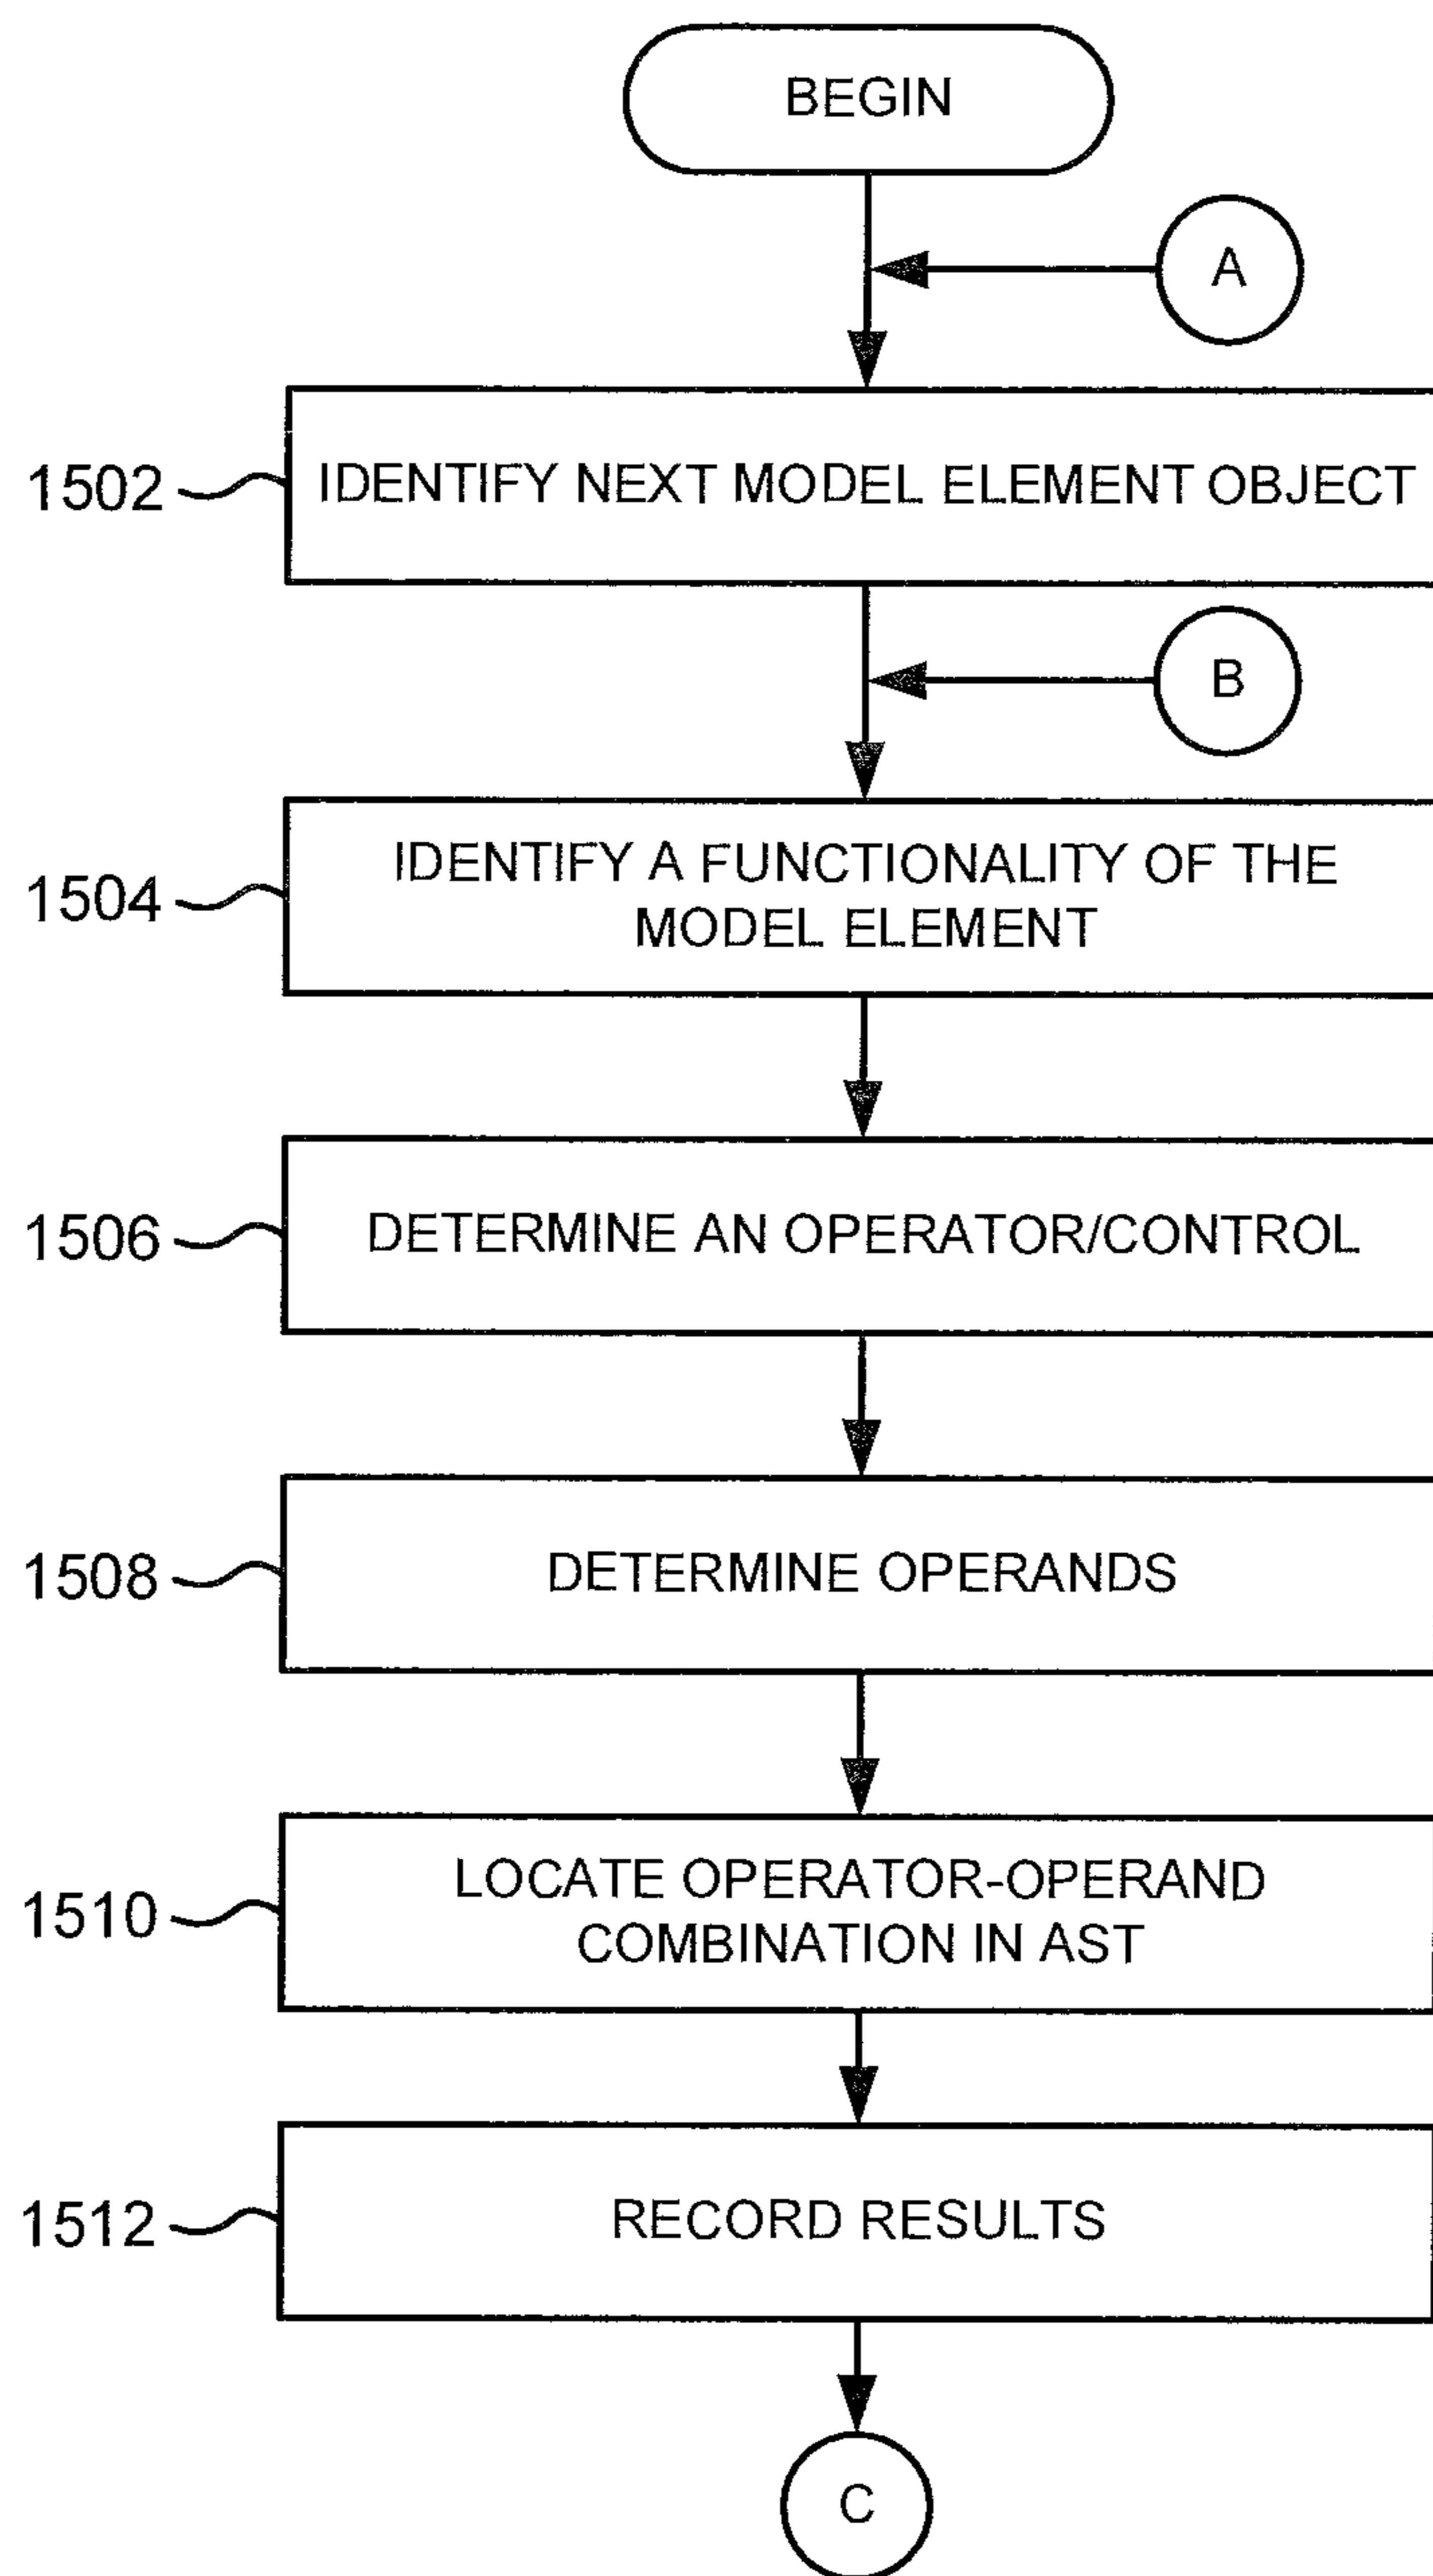 BEGIN
A
1502
IDENTIFY NEXT MODEL ELEMENT OBJECT
B
1504
IDENTIFY A FUNCTIONALITY OF THE
MODEL ELEMENT
1506
DETERMINE AN OPERATOR/CONTROL
1508
DETERMINE OPERANDS
1510
LOCATE OPERATOR-OPERAND
COMBINATION IN AST
1512
RECORD RESULTS
C